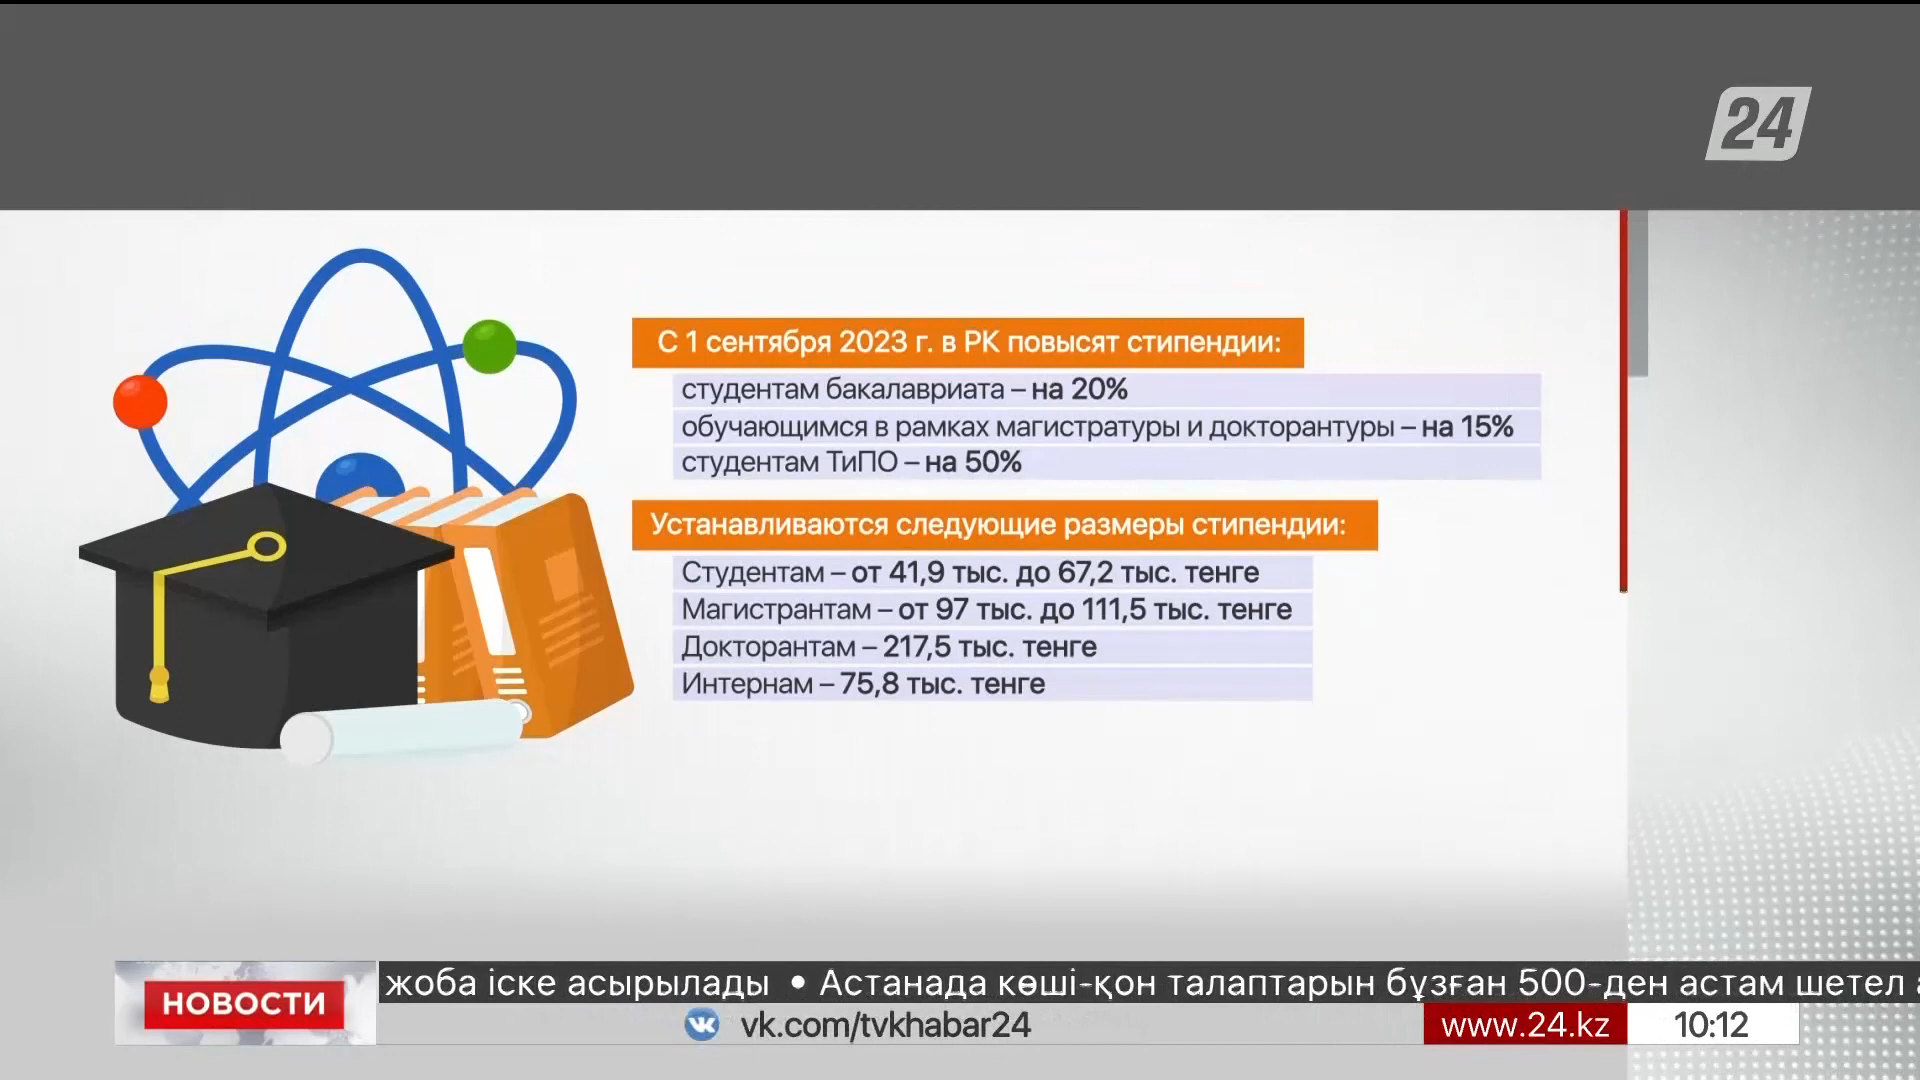 24
С 1 сентября 2023 г. в РК повысят стипендии:
студентам бакалавриата – на 20%
обучающимся в рамках магистратуры и докторантуры – на 15%
студентам ТиПО – на 50%
Устанавливаются следующие размеры стипендии:
Студентам – от 41,9 тыс. до 67,2 тыс. тенге
Магистрантам – от 97 тыс. до 111,5 тыс. тенге
Докторантам – 217,5 тыс. тенге
Интернам – 75,8 тыс. тенге
НОВОСТИ
жоба іске асырылады • Астанада көші-қон талаптарын бұзған 500-ден астам шетел
vk.com/tvkhabar24
www.24.kz
10:12